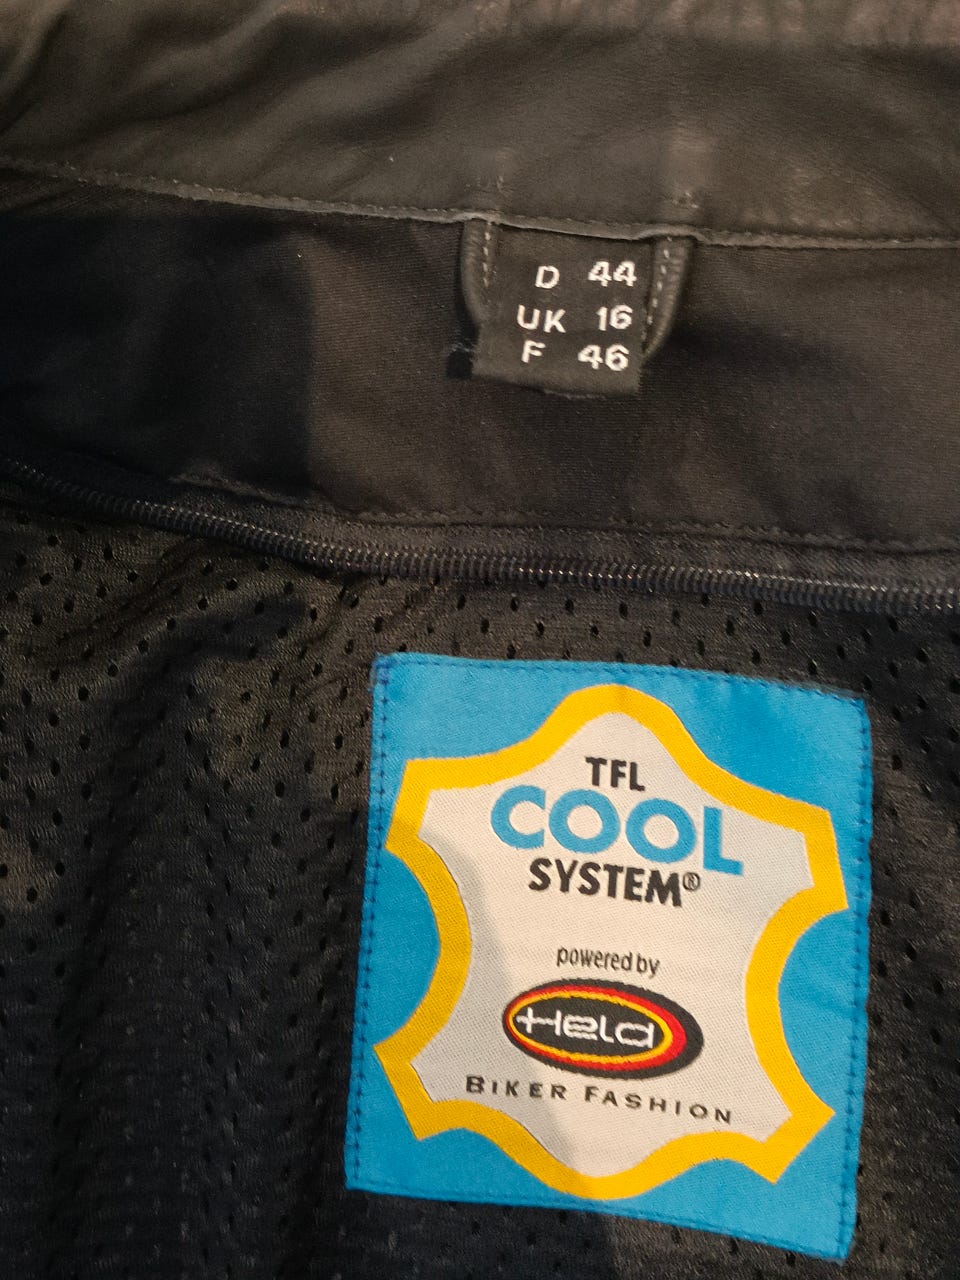 D 44
UK 16
F 46
TFL
COOL
SYSTEM®
powered by
Held
BIKER FASHION